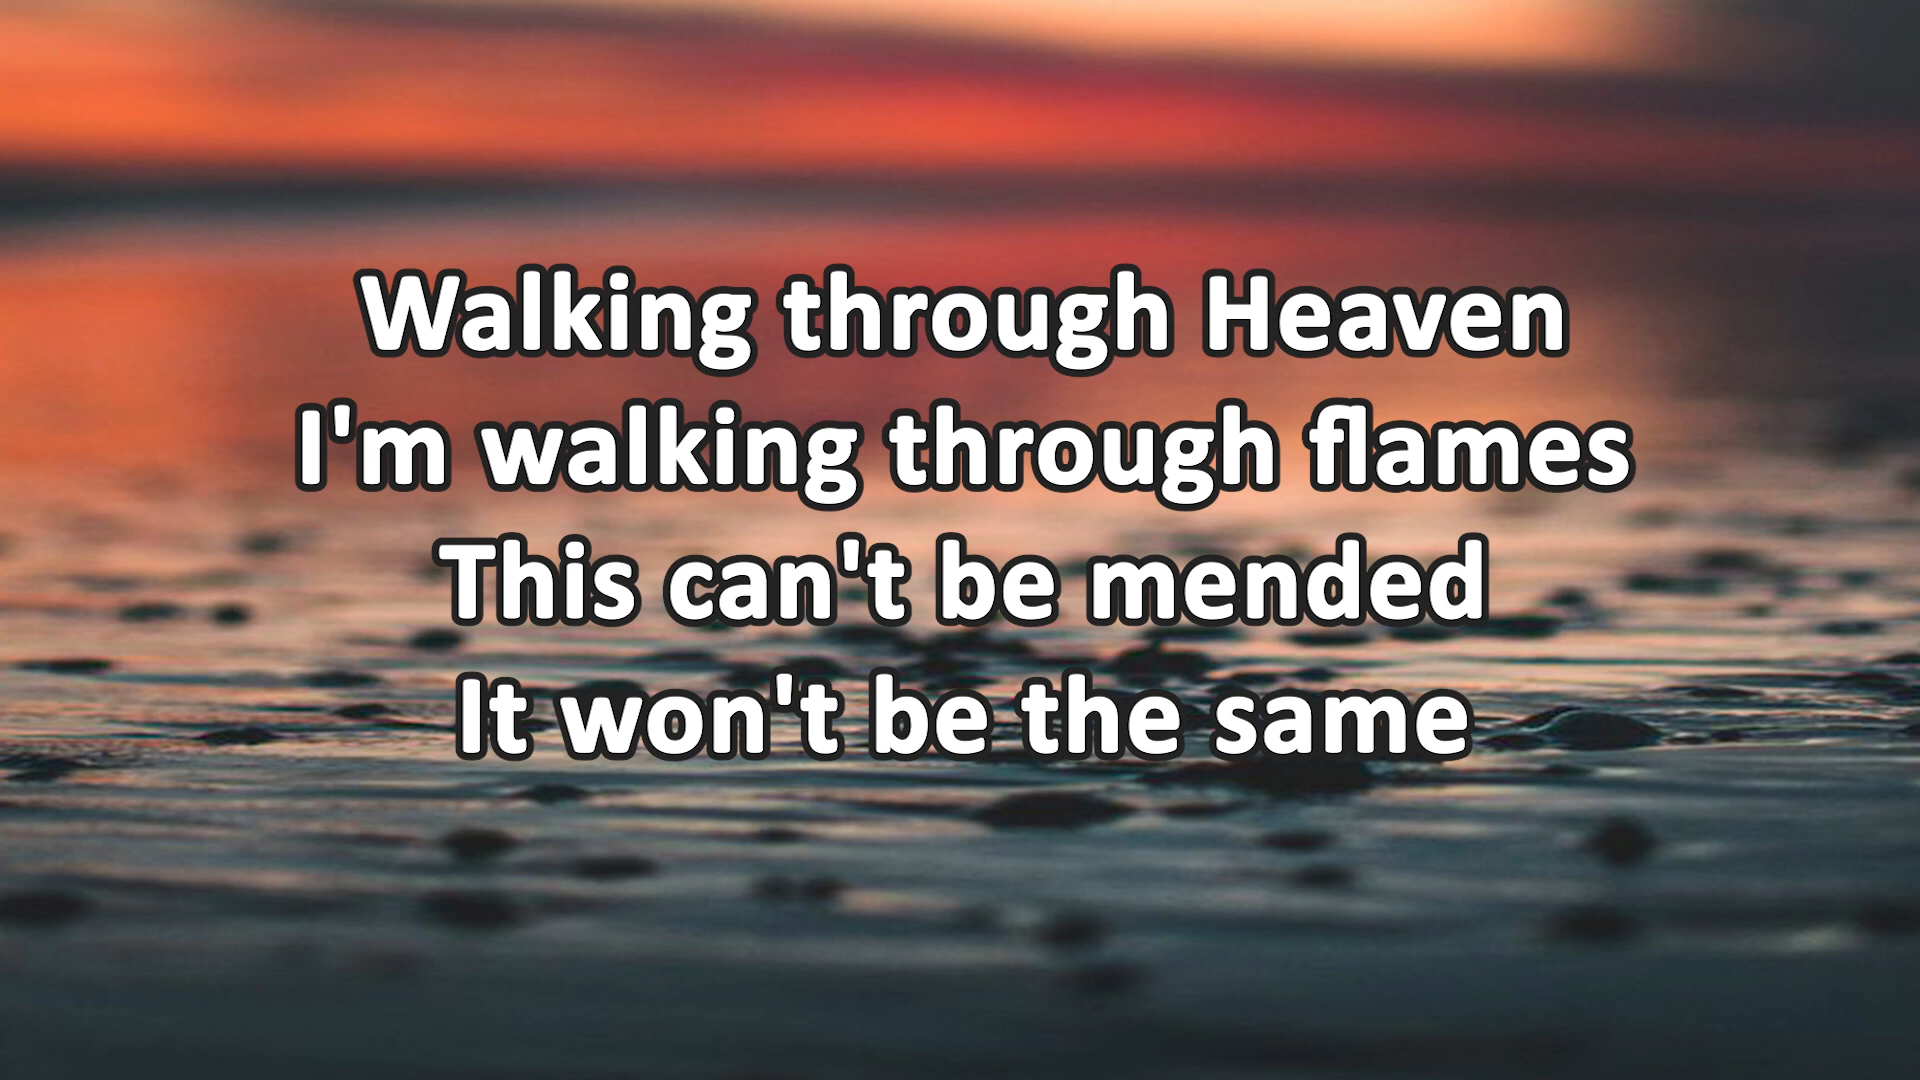 Walking through Heaven
I'm walking through flames
This can't be mended
It won't be the same